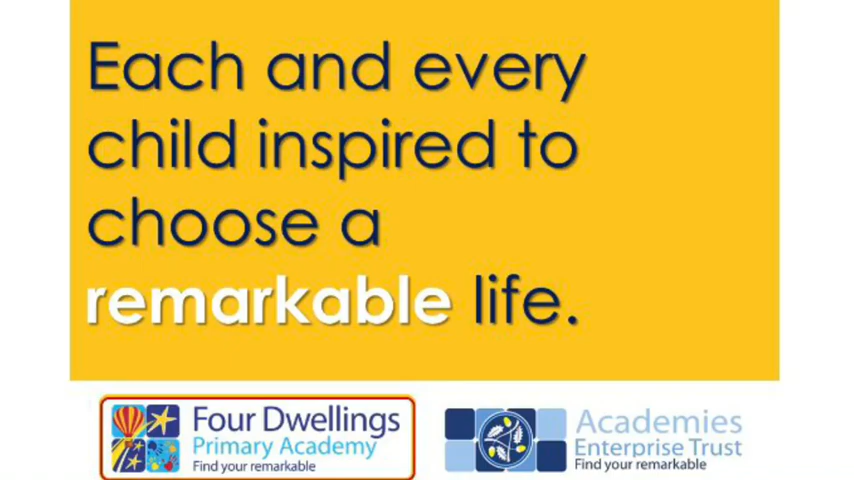 Each and every
child inspired to
choose a
remarkable life.
Four Dwellings
Primary Academy
Find your remarkable
Academies
Enterprise Trust
Find your remarkable